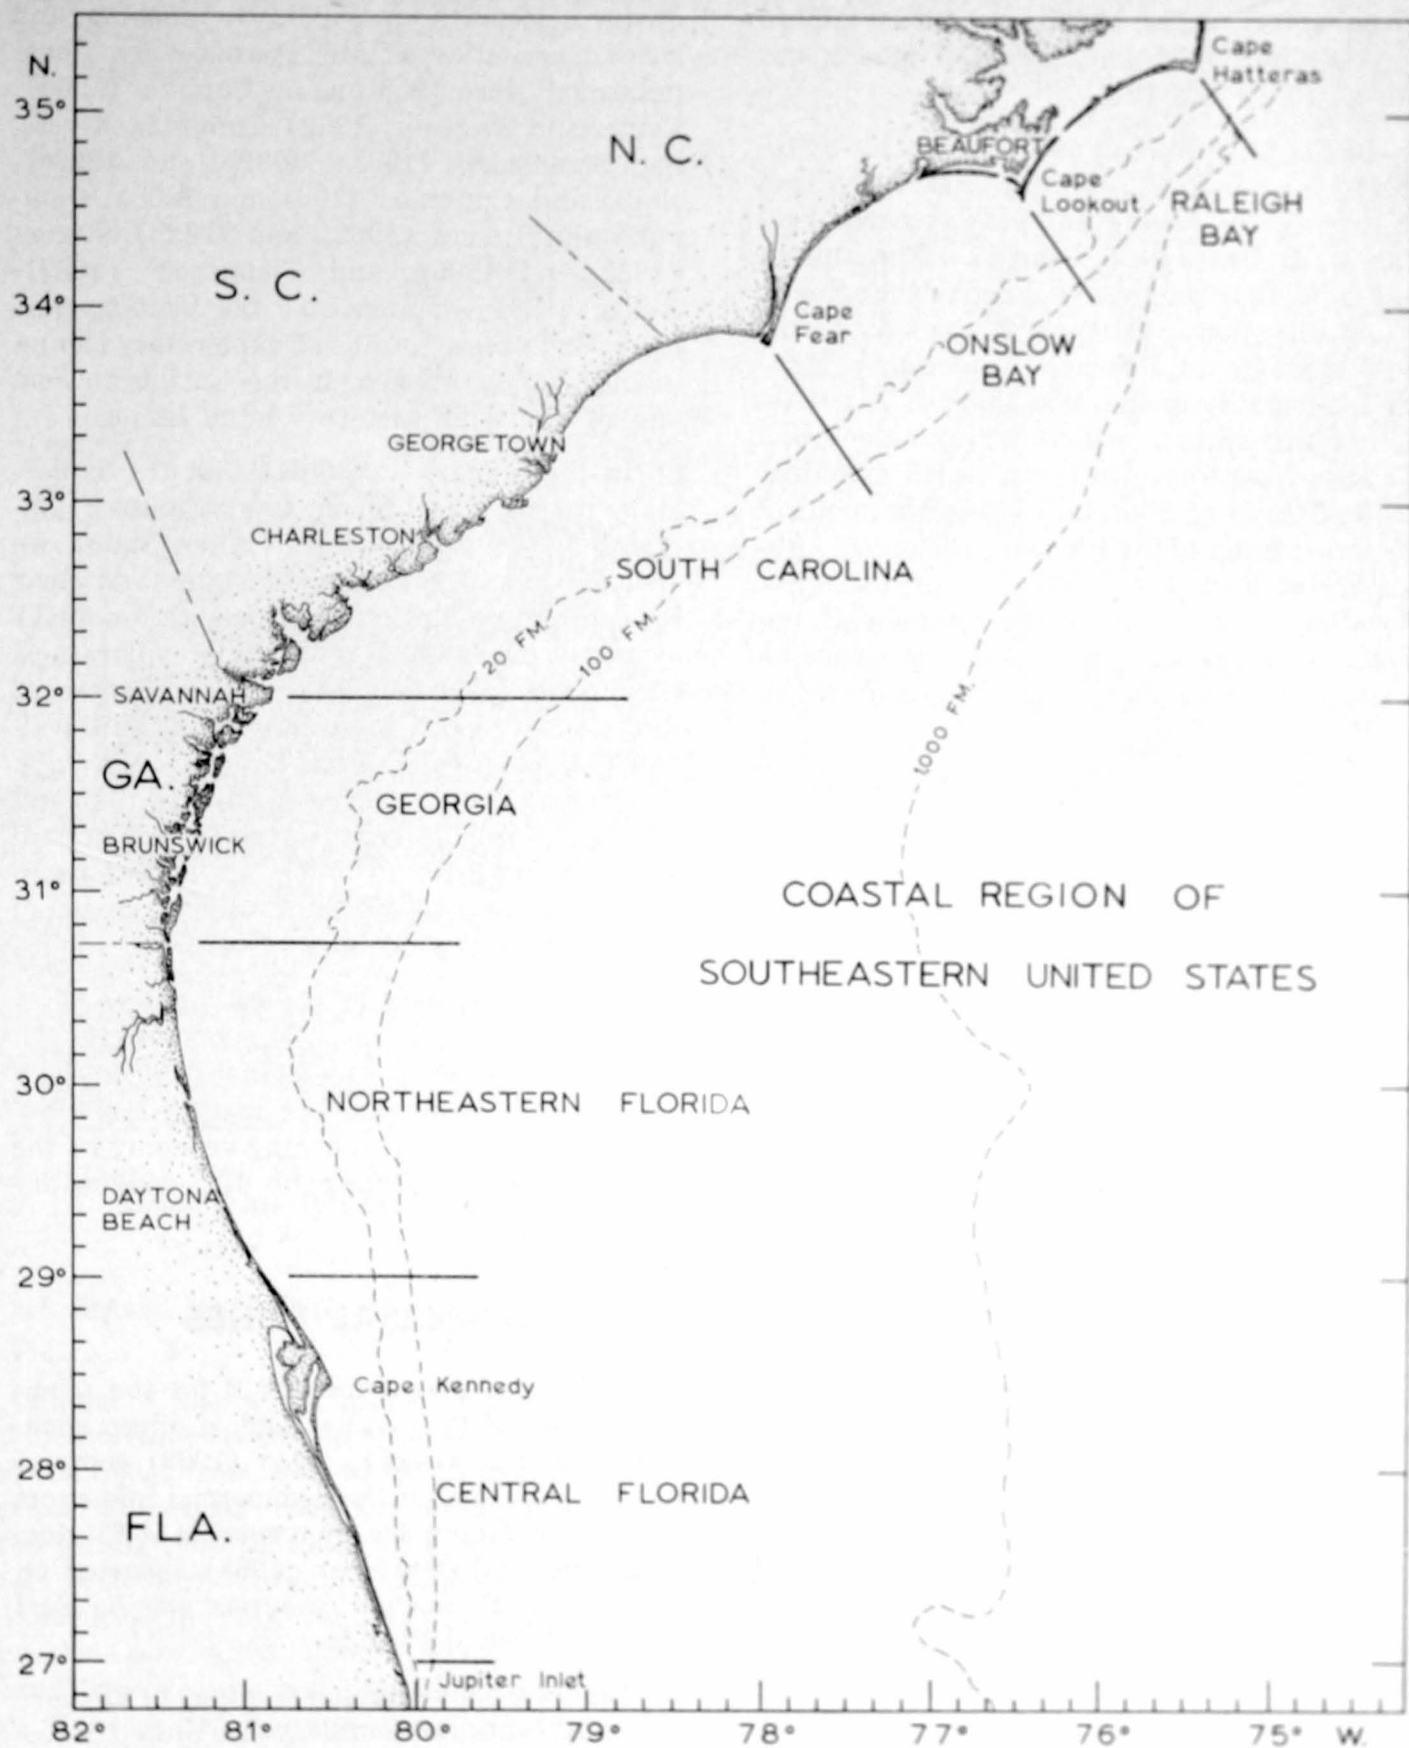 N.
35°
34°
33°
32°
31°
30°
29°
28°
27°
82°
81°
80°
79°
78°
77°
76°
75°
W.
N. C.
S. C.
GA.
FLA.
Cape
Hatteras
BEAUFORT
Cape
Lookout
RALEIGH
BAY
Cape
Fear
ONSLOW
BAY
GEORGETOWN
CHARLESTON
SOUTH CAROLINA
20 FM.
100 FM.
1000 FM.
SAVANNAH
GEORGIA
BRUNSWICK
COASTAL REGION OF
SOUTHEASTERN UNITED STATES
NORTHEASTERN FLORIDA
DAYTONA
BEACH
Cape Kennedy
CENTRAL FLORIDA
Jupiter Inlet